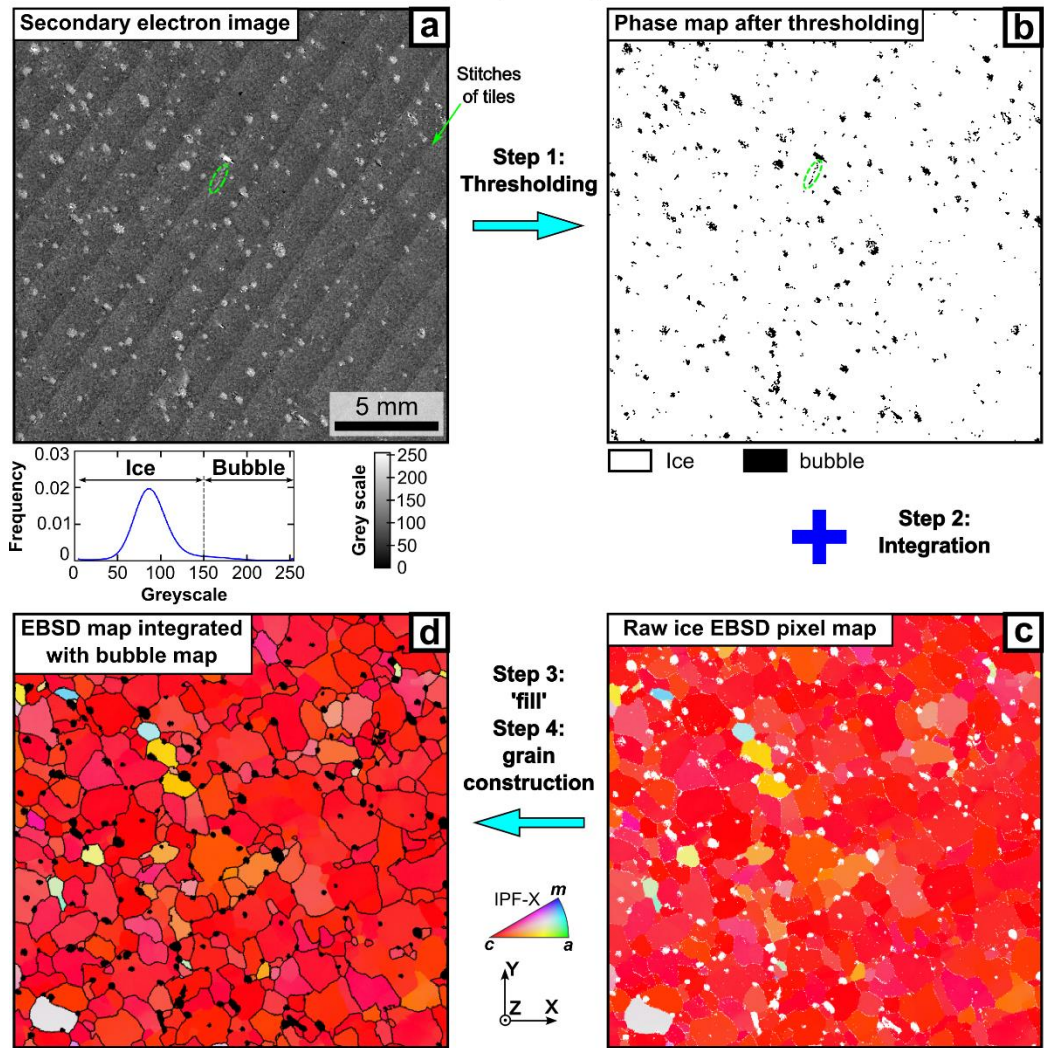 Secondary electron image
a
Stitches
of tiles
5 mm
Step 1:
Thresholding
Phase map after thresholding
b
Ice
bubble
Frequency
0.03
0.02
0.01
0
Ice
Bubble
0
50
100
150
200
250
Greyscale
Grey scale
250
200
150
100
50
0
Step 2:
Integration
EBSD map integrated
with bubble map
d
Step 3:
'fill'
Step 4:
grain
construction
IPF-X
m
c
a
Y
Z
X
Raw ice EBSD pixel map
c